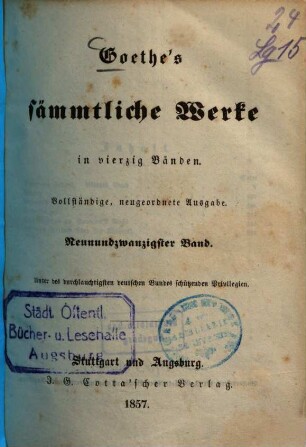 24
Lg 15
Goethe's
sämmtliche Werke
in vierzig Bänden.
Vollständige, neugeordnete Ausgabe.
Neunundzwanzigster Band.
Unter des durchlauchtigsten deutschen Bundes schützenden Privilegien.
Städt. Öffentl.
Bücher- u. Lesehalle
Augsburg
Stuttgart und Augsburg.
J. G. Cotta'scher Verlag.
1857.